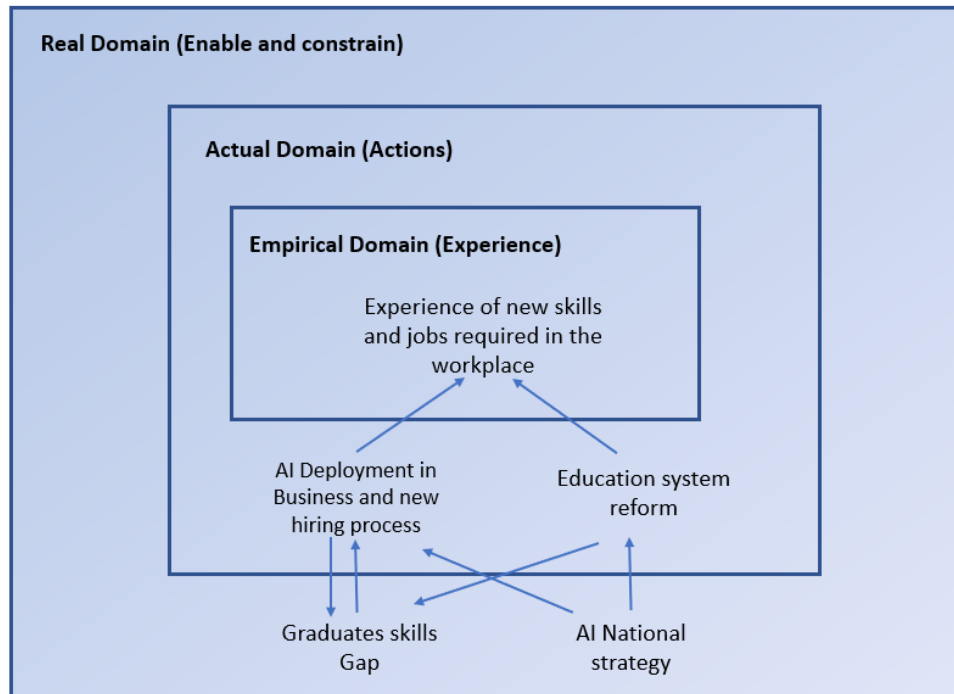 Real Domain (Enable and constrain)
Actual Domain (Actions)
Empirical Domain (Experience)
Experience of new skills
and jobs required in the
workplace
AI Deployment in
Business and new
hiring process
Education system
reform
Graduates skills
Gap
AI National
strategy